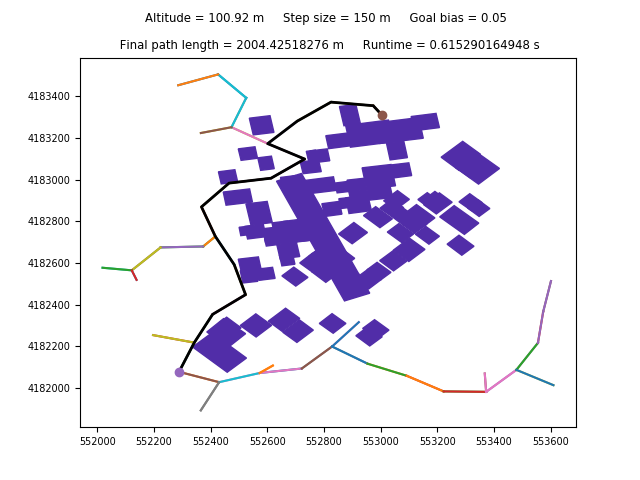 Altitude = 100.92 m Step size = 150 m Goal bias = 0.05
Final path length = 2004.42518276 m Runtime = 0.615290164948 s
4183400
4183200
4183000
4182800
4182600
4182400
4182200
4182000
552000 552200 552400 552600 552800 553000 553200 553400 553600